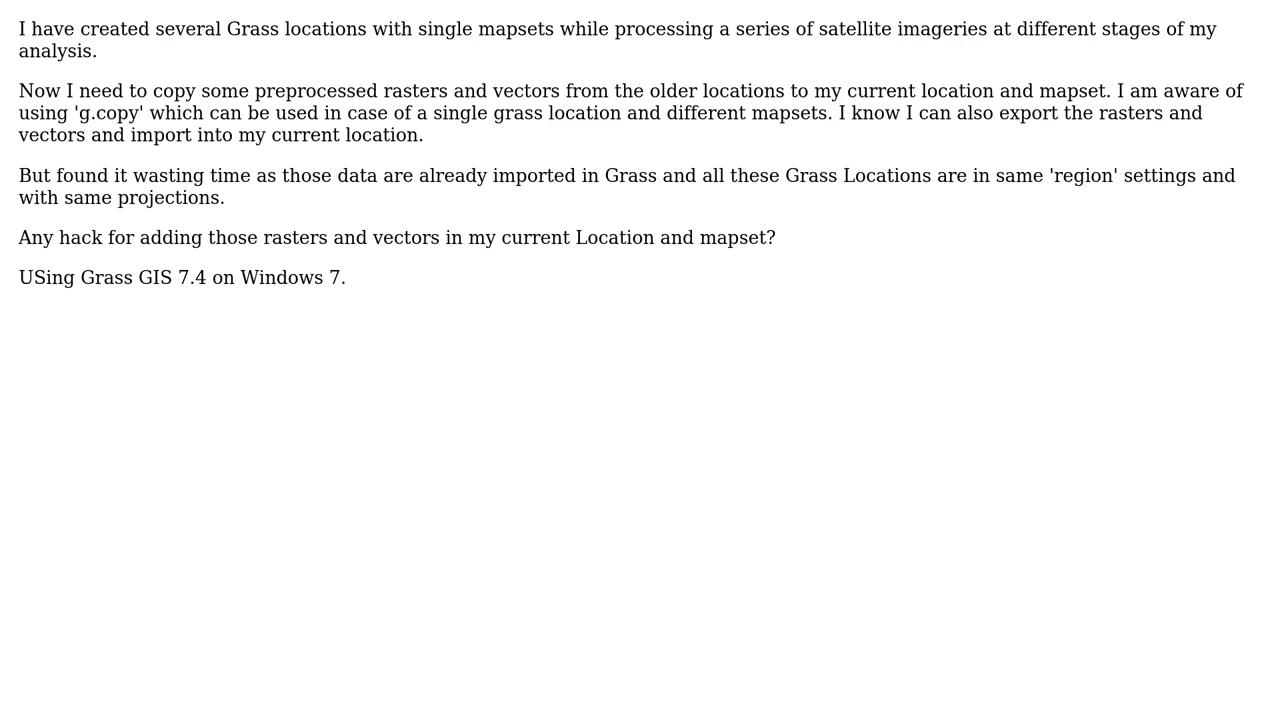 I have created several Grass locations with single mapsets while processing a series of satellite imageries at different stages of my
analysis.
Now I need to copy some preprocessed rasters and vectors from the older locations to my current location and mapset. I am aware of
using 'g.copy' which can be used in case of a single grass location and different mapsets. I know I can also export the rasters and
vectors and import into my current location.
But found it wasting time as those data are already imported in Grass and all these Grass Locations are in same 'region' settings and
with same projections.
Any hack for adding those rasters and vectors in my current Location and mapset?
USing Grass GIS 7.4 on Windows 7.